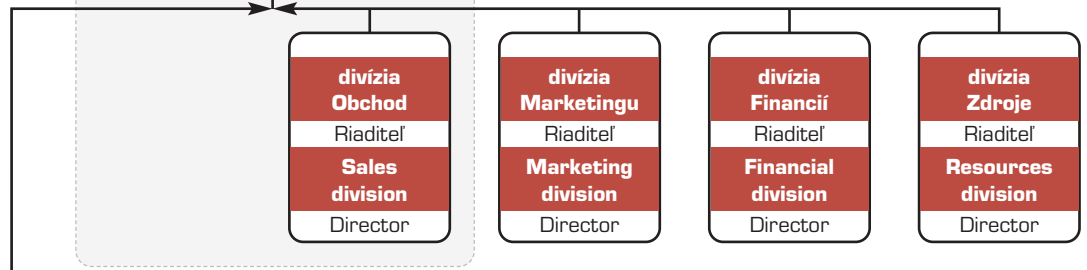 divízia
Obchod
Riaditeľ
Sales
division
Director
divízia
Marketingu
Riaditeľ
Marketing
division
Director
divízia
Financií
Riaditeľ
Financial
division
Director
divízia
Zdroje
Riaditeľ
Resources
division
Director